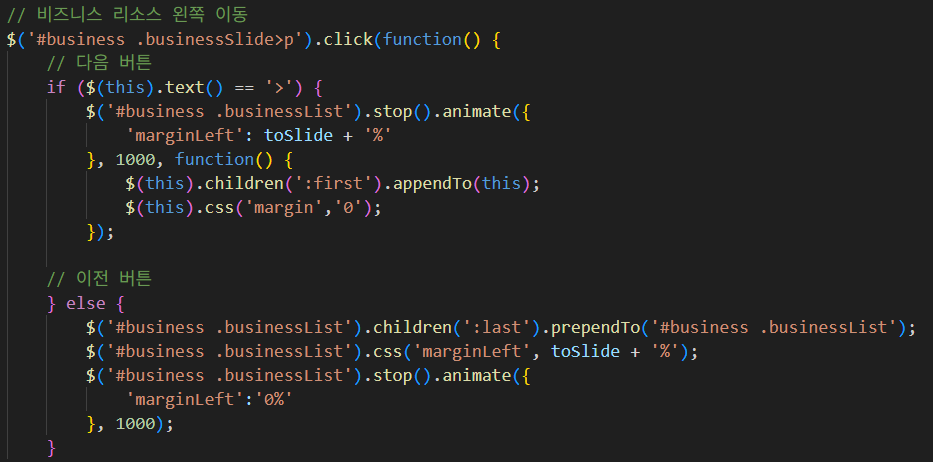 // 비즈니스 리소스 왼쪽 이동
$('#business .businessSlide>p').click(function() {
// 다음 버튼
if ($(this).text() == '>') {
$('#business .businessList').stop().animate({
'marginLeft': toSlide + '%'
}, 1000, function() {
$(this).children(':first').appendTo(this);
$(this).css('margin','0');
});
// 이전 버튼
} else {
$('#business .businessList').children(':last').prependTo('#business .businessList');
$('#business .businessList').css('marginLeft', toSlide + '%');
$('#business .businessList').stop().animate({
'marginLeft':'0%'
}, 1000);
}